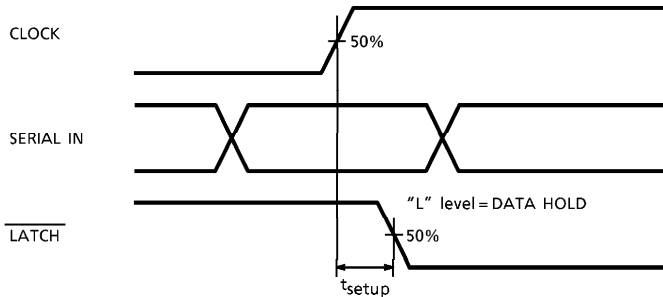 CLOCK
50%
SERIAL IN
"L" level = DATA HOLD
LATCH
50%
tsetup